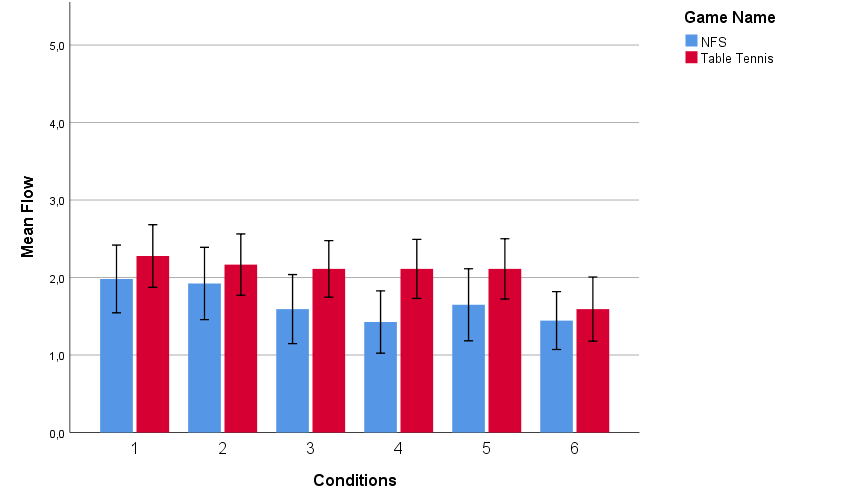 Game Name
NFS
Table Tennis
Mean Flow
5,0
4,0
3,0
2,0
1,0
0,0
1 2 3 4 5 6
Conditions